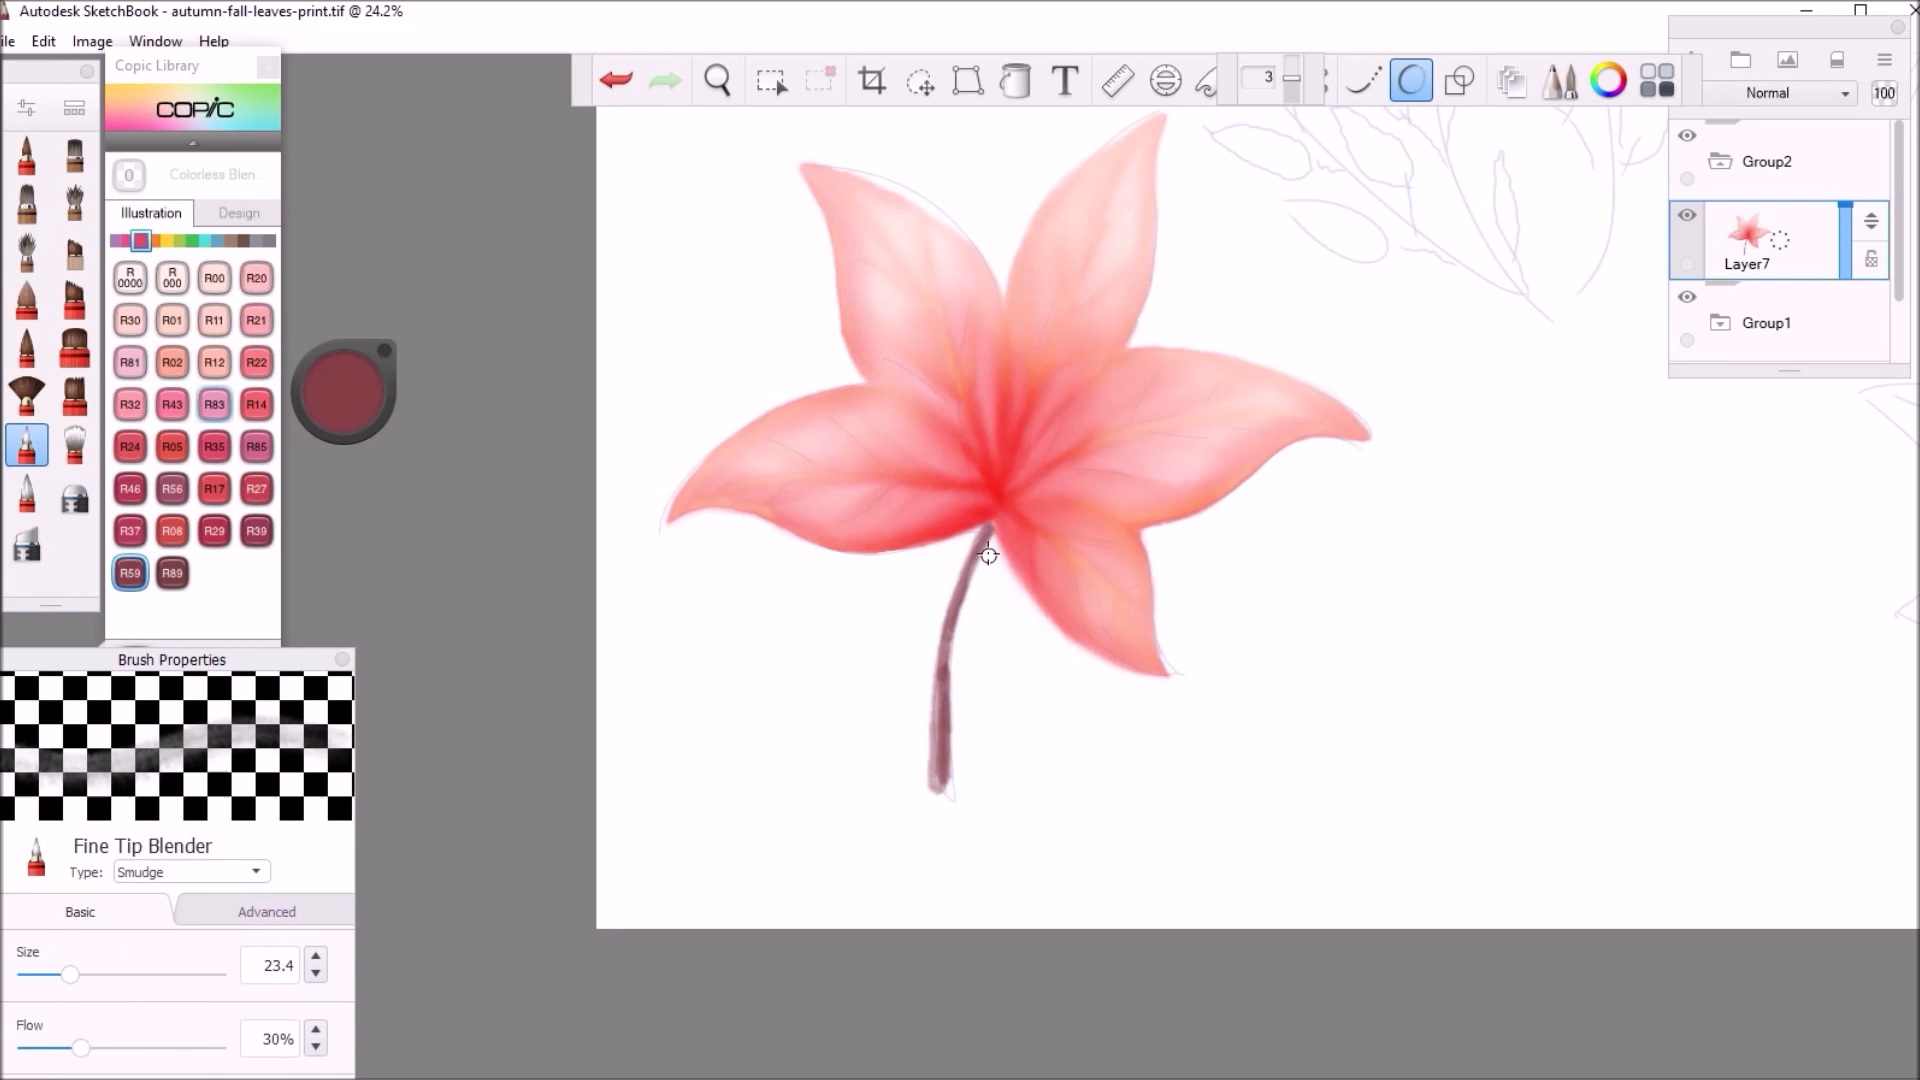 Autodesk SketchBook - autumn-fall-leaves-print.tif @ 24.2%
ile Edit Image Window Help
Copic Library
COPIC
0 Colorless Blen.
Illustration Design
R0000 R000 R00 R20
R30 R01 R11 R21
R81 R02 R12 R22
R32 R43 R83 R14
R24 R05 R35 R85
R46 R56 R17 R27
R37 R08 R29 R39
R59 R89
3
T
Normal 100
Group2
Layer7
Group1
Brush Properties
Fine Tip Blender
Type: Smudge
Basic Advanced
Size
23.4
Flow
30%